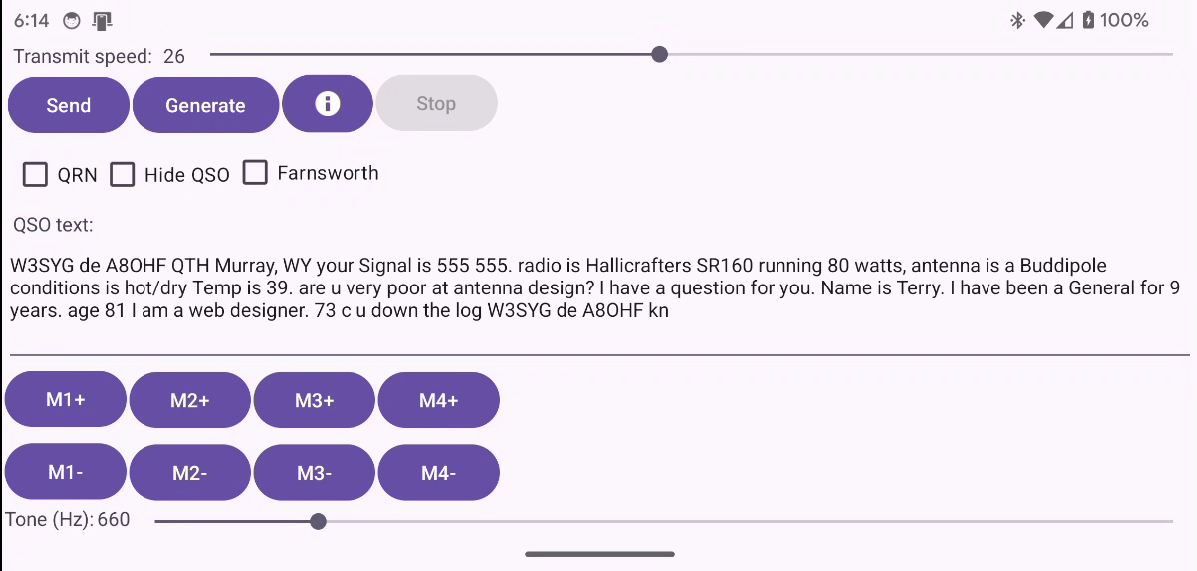 6:14 100%
Transmit speed: 26
Send Generate Stop
QRN Hide QSO Farnsworth
QSO text:
W3SYG de A8OHF QTH Murray, WY your Signal is 555 555. radio is Hallicrafters SR160 running 80 watts, antenna is a Buddipole
conditions is hot/dry Temp is 39. are u very poor at antenna design? I have a question for you. Name is Terry. I have been a General for 9
years. age 81 I am a web designer. 73 c u down the log W3SYG de A8OHF kn
M1+ M2+ M3+ M4+
M1- M2- M3- M4-
Tone (Hz): 660